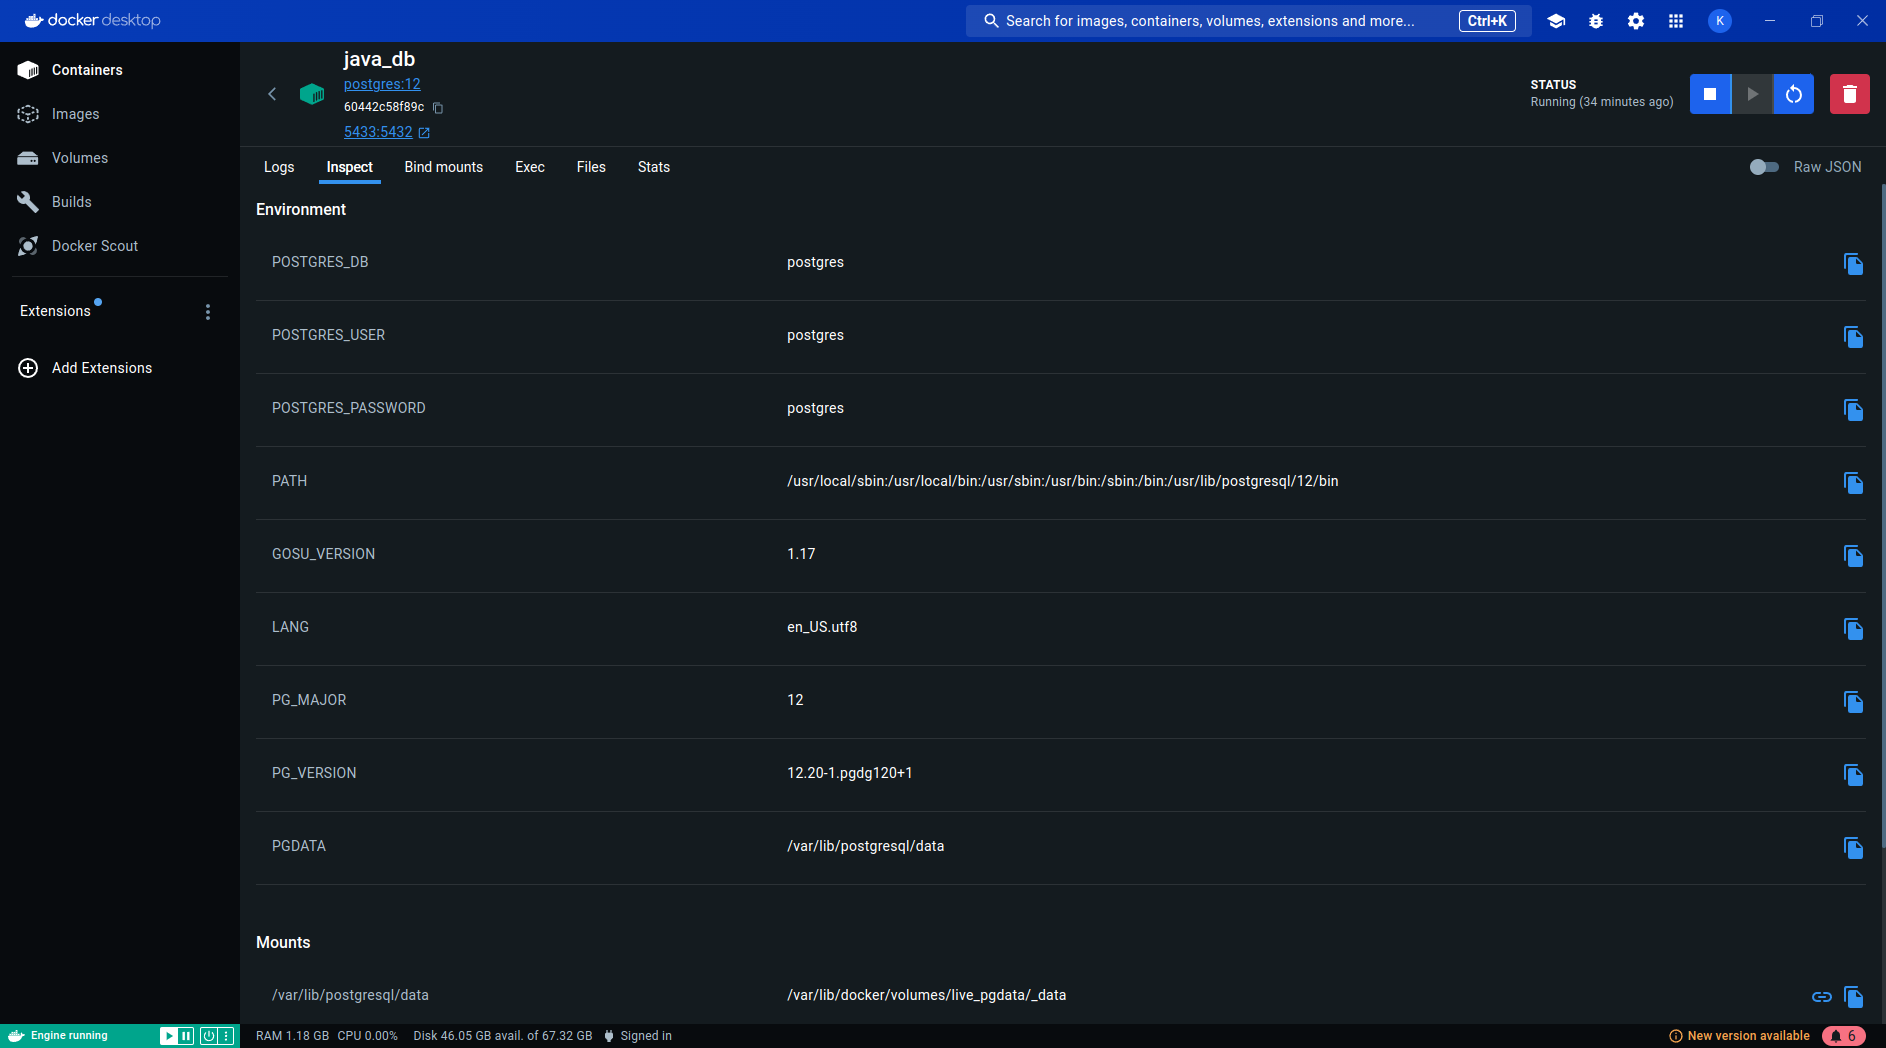 docker desktop
Search for images, containers, volumes, extensions and more...
Ctrl+K
K
Containers
Images
Volumes
Builds
Docker Scout
Extensions
Add Extensions
java_db
postgres:12
60442c58f89c
5433:5432
STATUS
Running (34 minutes ago)
Logs
Inspect
Bind mounts
Exec
Files
Stats
Raw JSON
Environment
POSTGRES_DB postgres
POSTGRES_USER postgres
POSTGRES_PASSWORD postgres
PATH /usr/local/sbin:/usr/local/bin:/usr/sbin:/usr/bin:/sbin:/bin:/usr/lib/postgresql/12/bin
GOSU_VERSION 1.17
LANG en_US.utf8
PG_MAJOR 12
PG_VERSION 12.20-1.pgdg120+1
PGDATA /var/lib/postgresql/data
Mounts
/var/lib/postgresql/data /var/lib/docker/volumes/live_pgdata/_data
Engine running
RAM 1.18 GB CPU 0.00% Disk 46.05 GB avail. of 67.32 GB Signed in
New version available
6